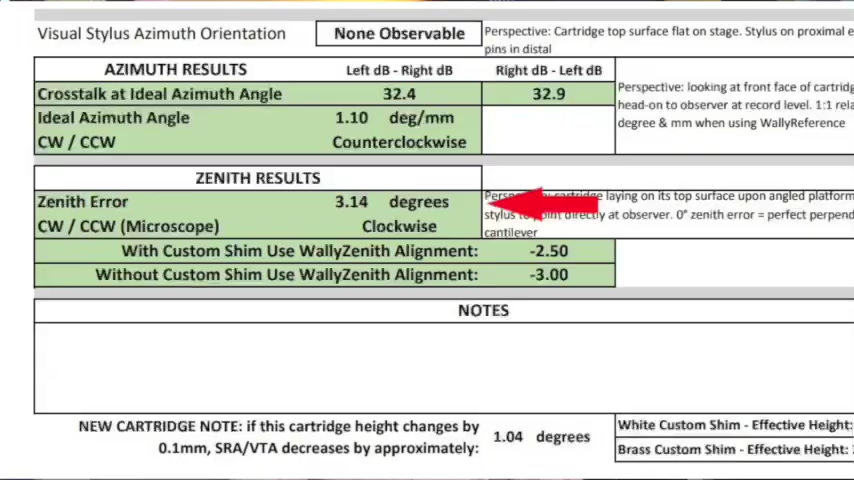 Visual Stylus Azimuth Orientation
None Observable
Perspective: Cartridge top surface flat on stage. Stylus on proximal e
pins in distal
AZIMUTH RESULTS
Left dB - Right dB
Right dB - Left dB
Crosstalk at Ideal Azimuth Angle
32.4
32.9
Perspective: looking at front face of cartridg
head-on to observer at record level. 1:1 rela
degree & mm when using WallyReference
Ideal Azimuth Angle
1.10 deg/mm
CW / CCW
Counterclockwise
ZENITH RESULTS
Zenith Error
3.14 degrees
cartridge laying on its top surface upon angled platform
stylus to point directly at observer. 0° zenith error = perfect perpend
cantilever
CW / CCW (Microscope)
Clockwise
With Custom Shim Use WallyZenith Alignment:
-2.50
Without Custom Shim Use WallyZenith Alignment:
-3.00
NOTES
NEW CARTRIDGE NOTE: if this cartridge height changes by
0.1mm, SRA/VTA decreases by approximately:
1.04 degrees
White Custom Shim - Effective Height:
Brass Custom Shim - Effective Height: